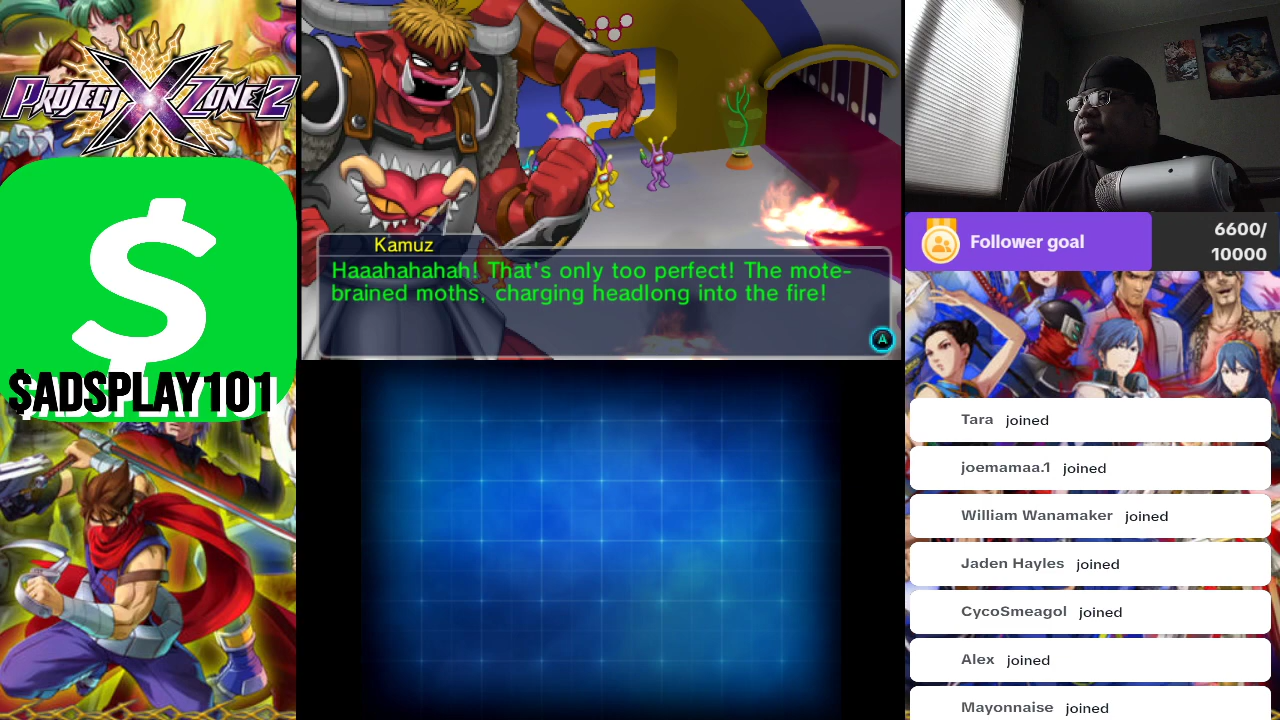 PROJECT X ZONE 2
$ADSPLAY101
Kamuz
Haaahahahah! That's only too perfect! The mote-
brained moths, charging headlong into the fire!
A
Follower goal
6600/
10000
Tara joined
joemamaa.1 joined
William Wanamaker joined
Jaden Hayles joined
CycoSmeagol joined
Alex joined
Mayonnaise joined